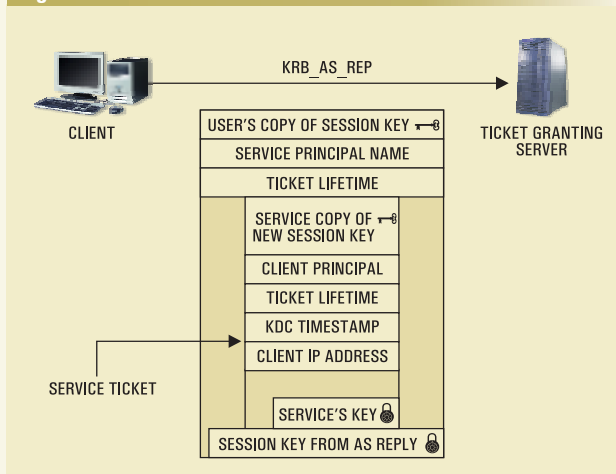 KRB_AS_REP
CLIENT
TICKET GRANTING
SERVER
USER'S COPY OF SESSION KEY
SERVICE PRINCIPAL NAME
TICKET LIFETIME
SERVICE COPY OF
NEW SESSION KEY
CLIENT PRINCIPAL
TICKET LIFETIME
KDC TIMESTAMP
CLIENT IP ADDRESS
SERVICE TICKET
SERVICE'S KEY
SESSION KEY FROM AS REPLY